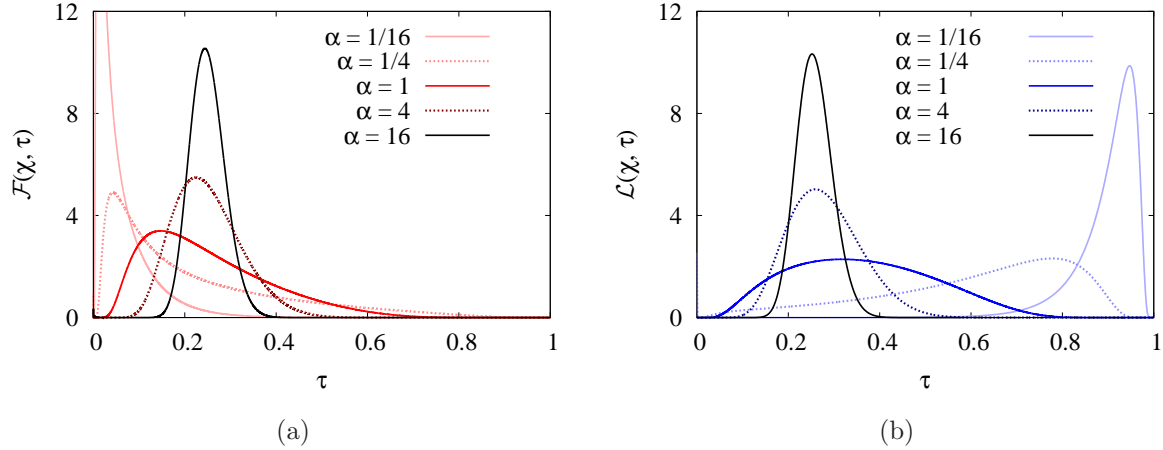 12
8
4
0
0
0.2
0.4
0.6
0.8
1
F(χ, τ)
τ
α = 1/16
α = 1/4
α = 1
α = 4
α = 16
(a)
12
8
4
0
0
0.2
0.4
0.6
0.8
1
L(χ, τ)
τ
α = 1/16
α = 1/4
α = 1
α = 4
α = 16
(b)